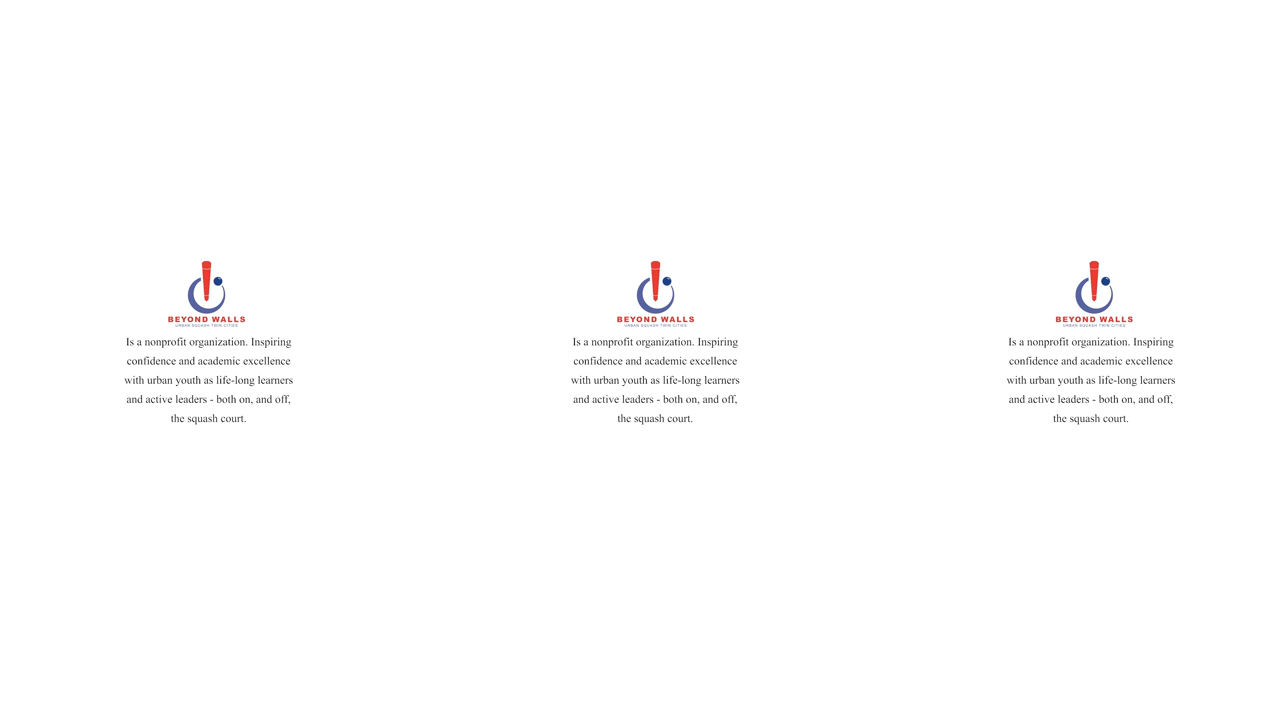 BEYOND WALLS
URBAN SQUASH TWIN CITIES
Is a nonprofit organization. Inspiring
confidence and academic excellence
with urban youth as life-long learners
and active leaders - both on, and off,
the squash court.
BEYOND WALLS
URBAN SQUASH TWIN CITIES
Is a nonprofit organization. Inspiring
confidence and academic excellence
with urban youth as life-long learners
and active leaders - both on, and off,
the squash court.
BEYOND WALLS
URBAN SQUASH TWIN CITIES
Is a nonprofit organization. Inspiring
confidence and academic excellence
with urban youth as life-long learners
and active leaders - both on, and off,
the squash court.